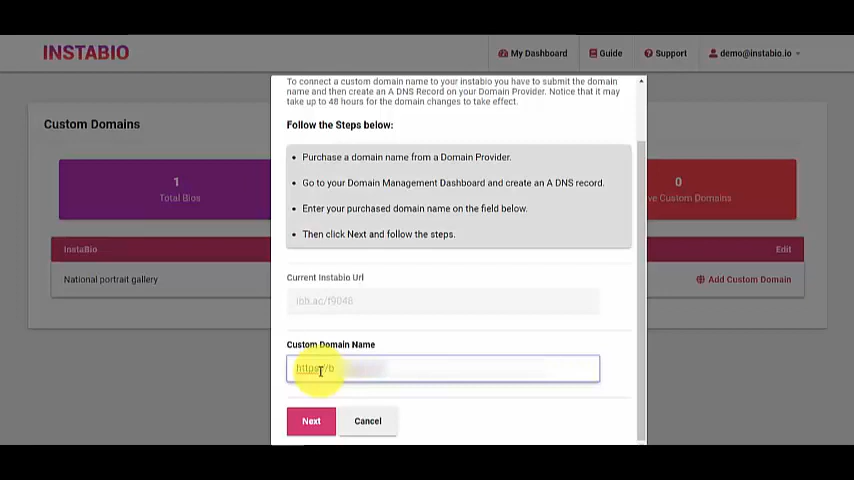 INSTABIO
My Dashboard
Guide
Support
demo@instabio.io
Custom Domains
1
Total Bios
0
ve Custom Domains
InstaBio
Edit
National portrait gallery
Add Custom Domain
To connect a custom domain name to your instabio you have to submit the domain
name and then create an A DNS Record on your Domain Provider. Notice that it may
take up to 48 hours for the domain changes to take effect.
Follow the Steps below:
• Purchase a domain name from a Domain Provider.
• Go to your Domain Management Dashboard and create an A DNS record.
• Enter your purchased domain name on the field below.
• Then click Next and follow the steps.
Current Instabio Url
ioh.ac/f9048
Custom Domain Name
https://b
Next
Cancel